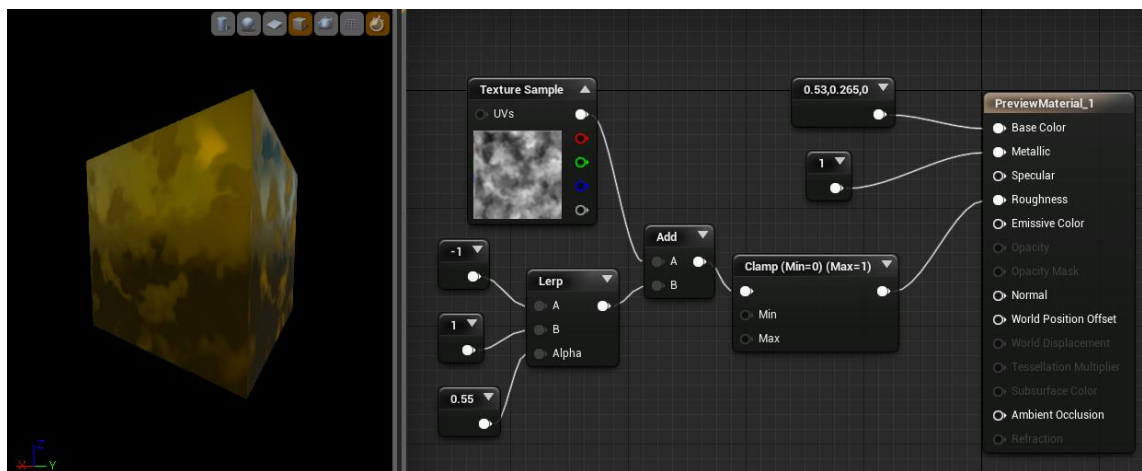 Texture Sample
UVs
-1
1
0.55
Lerp
A
B
Alpha
Add
A
B
Clamp (Min=0) (Max=1)
Min
Max
0.53,0.265,0
1
PreviewMaterial_1
Base Color
Metallic
Specular
Roughness
Emissive Color
Opacity
Opacity Mask
Normal
World Position Offset
World Displacement
Tessellation Multiplier
Subsurface Color
Ambient Occlusion
Refraction
Z
X
Y